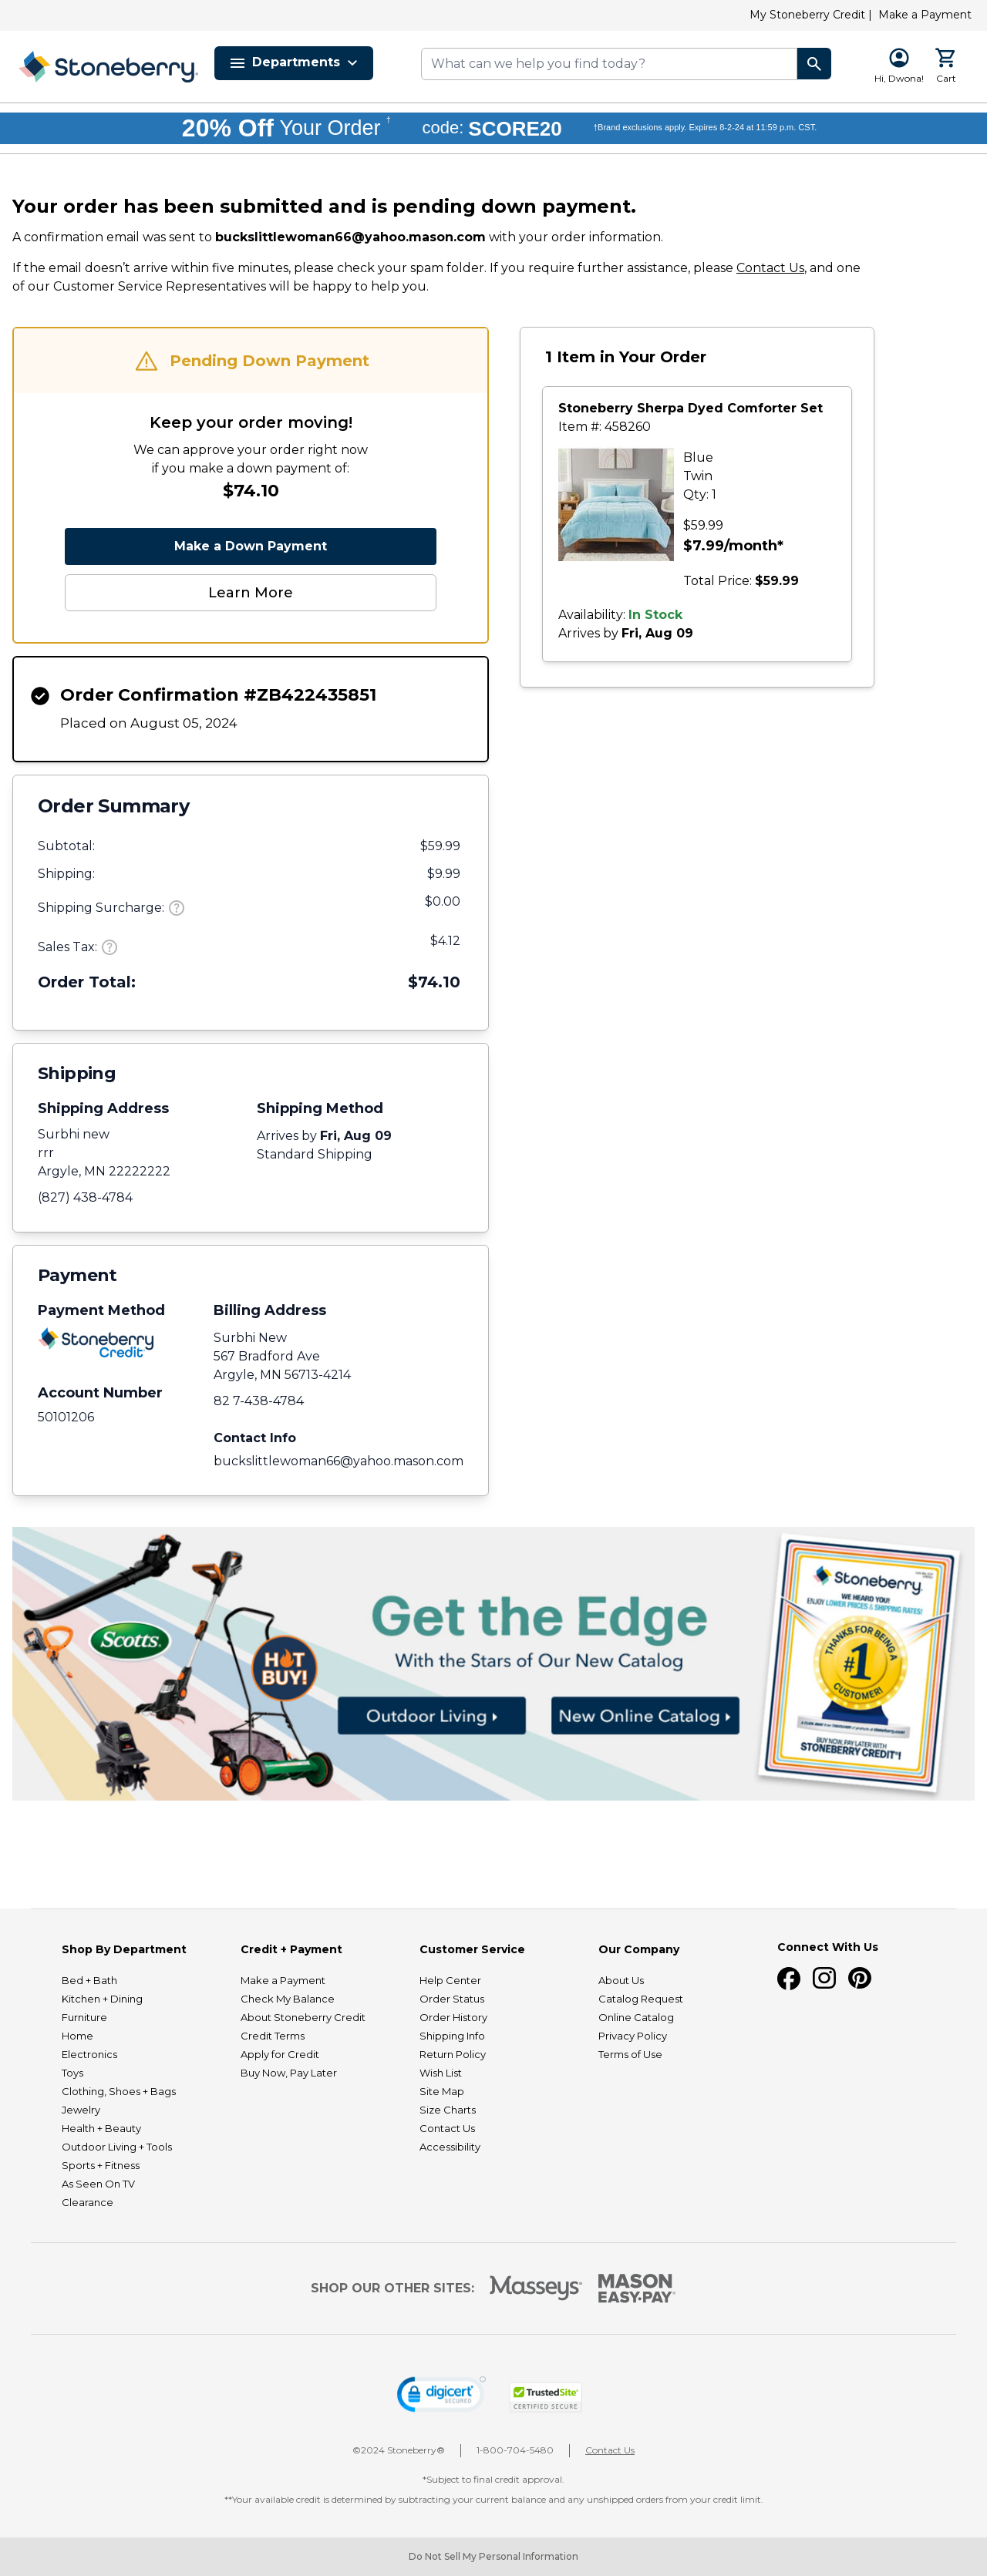 My Stoneberry Credit | Make a Payment
Stoneberry.
Departments
What can we help you find today?
Hi, Dwona!
Cart
20% Off Your Order † code: SCORE20 †Brand exclusions apply. Expires 8-2-24 at 11:59 p.m. CST.
Your order has been submitted and is pending down payment.
A confirmation email was sent to buckslittlewoman66@yahoo.mason.com with your order information.
If the email doesn’t arrive within five minutes, please check your spam folder. If you require further assistance, please Contact Us, and one
of our Customer Service Representatives will be happy to help you.
Pending Down Payment
Keep your order moving!
We can approve your order right now
if you make a down payment of:
$74.10
Make a Down Payment
Learn More
1 Item in Your Order
Stoneberry Sherpa Dyed Comforter Set
Item #: 458260
Blue
Twin
Qty: 1
$59.99
$7.99/month*
Total Price: $59.99
Availability: In Stock
Arrives by Fri, Aug 09
Order Confirmation #ZB422435851
Placed on August 05, 2024
Order Summary
Subtotal: $59.99
Shipping: $9.99
Shipping Surcharge: ? $0.00
Sales Tax: ? $4.12
Order Total: $74.10
Shipping
Shipping Address
Surbhi new
rrr
Argyle, MN 22222222
(827) 438-4784
Shipping Method
Arrives by Fri, Aug 09
Standard Shipping
Payment
Payment Method
Stoneberry
Credit
Account Number
50101206
Billing Address
Surbhi New
567 Bradford Ave
Argyle, MN 56713-4214
82 7-438-4784
Contact Info
buckslittlewoman66@yahoo.mason.com
Scotts
HOT
BUY!
Get the Edge
With the Stars of Our New Catalog
Outdoor Living
New Online Catalog
Stoneberry.
WE HEARD YOU!
ENJOY LOWER PRICES & SHIPPING RATES!
THANKS FOR BEING A
#1
CUSTOMER!
BUY NOW, PAY LATER WITH
STONEBERRY CREDIT!
Shop By Department
Bed + Bath
Kitchen + Dining
Furniture
Home
Electronics
Toys
Clothing, Shoes + Bags
Jewelry
Health + Beauty
Outdoor Living + Tools
Sports + Fitness
As Seen On TV
Clearance
Credit + Payment
Make a Payment
Check My Balance
About Stoneberry Credit
Credit Terms
Apply for Credit
Buy Now, Pay Later
Customer Service
Help Center
Order Status
Order History
Shipping Info
Return Policy
Wish List
Site Map
Size Charts
Contact Us
Accessibility
Our Company
About Us
Catalog Request
Online Catalog
Privacy Policy
Terms of Use
Connect With Us
SHOP OUR OTHER SITES: Masseys® MASON
EASY•PAY®
digicert
SECURED
TrustedSite®
CERTIFIED SECURE
©2024 Stoneberry® | 1-800-704-5480 | Contact Us
*Subject to final credit approval.
**Your available credit is determined by subtracting your current balance and any unshipped orders from your credit limit.
Do Not Sell My Personal Information